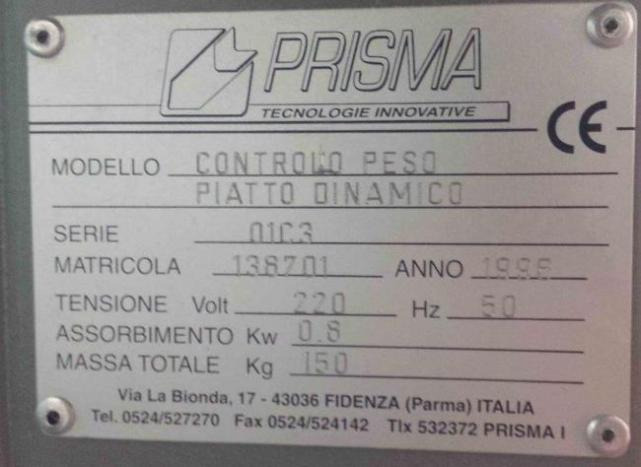 PRISMA
TECNOLOGIE INNOVATIVE
CE
MODELLO CONTROLLO PESO
PIATTO DINAMICO
SERIE 01C3
MATRICOLA 138701 ANNO
TENSIONE Volt 220 Hz 50
ASSORBIMENTO Kw 0.8
MASSA TOTALE Kg 150
Via La Bionda, 17 - 43036 FIDENZA (Parma) ITALIA
Tel. 0524/527270 Fax 0524/524142 Tlx 532372 PRISMA I